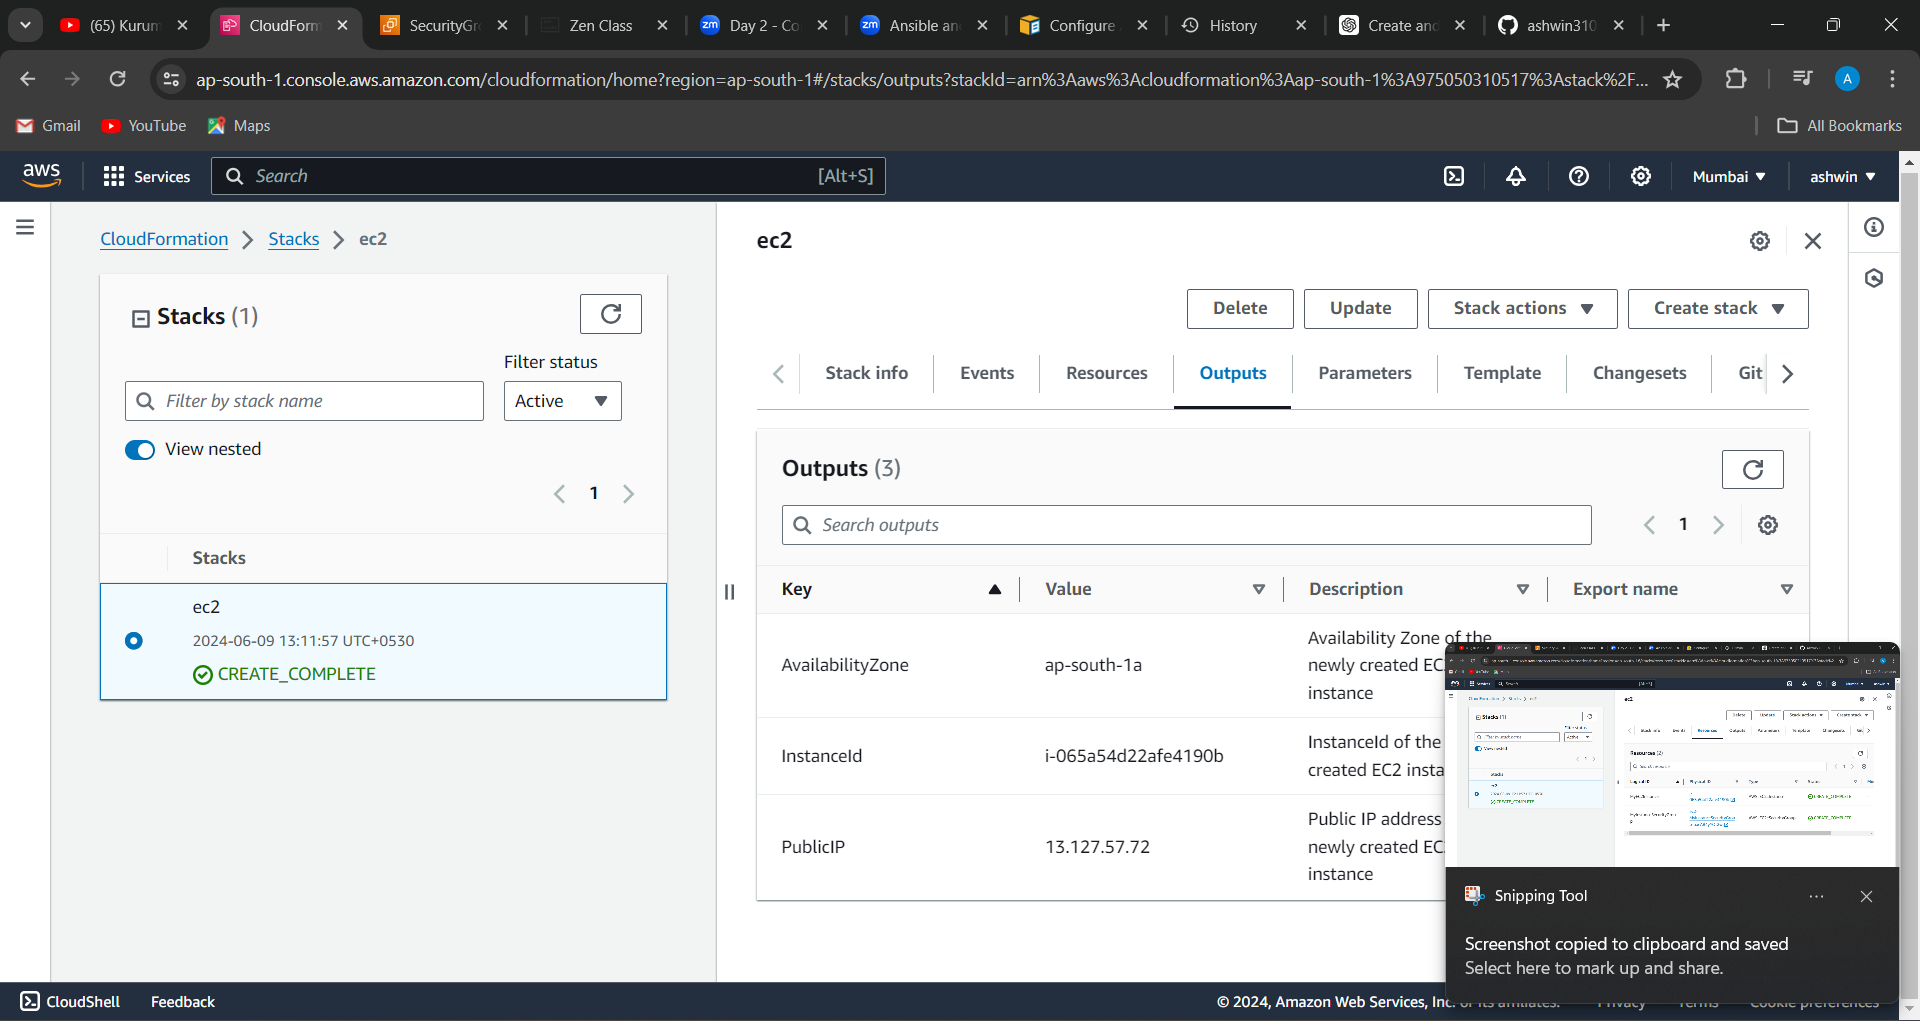 (65) Kurum
CloudForm
SecurityGr
Zen Class
Day 2 - Co
Ansible an
Configure
History
Create and
ashwin310
ap-south-1.console.aws.amazon.com/cloudformation/home?region=ap-south-1#/stacks/outputs?stackId=arn%3Aaws%3Acloudformation%3Aap-south-1%3A975050310517%3Astack%2F...
A
Gmail
YouTube
Maps
All Bookmarks
aws
Services
Search
[Alt+S]
Mumbai
ashwin
CloudFormation
Stacks
ec2
Stacks (1)
Filter status
Filter by stack name
Active
View nested
1
Stacks
ec2
2024-06-09 13:11:57 UTC+0530
CREATE_COMPLETE
ec2
Delete
Update
Stack actions
Create stack
Stack info
Events
Resources
Outputs
Parameters
Template
Changesets
Git
Outputs (3)
Search outputs
1
Key
Value
Description
Export name
AvailabilityZone
ap-south-1a
Availability Zone of the
newly created EC
instance
InstanceId
i-065a54d22afe4190b
InstanceId of the
created EC2 insta
PublicIP
13.127.57.72
Public IP address
newly created EC
instance
Snipping Tool
Screenshot copied to clipboard and saved
Select here to mark up and share.
CloudShell
Feedback
© 2024, Amazon Web Services, Inc. or its affiliates.
Privacy
Terms
Cookie preferences